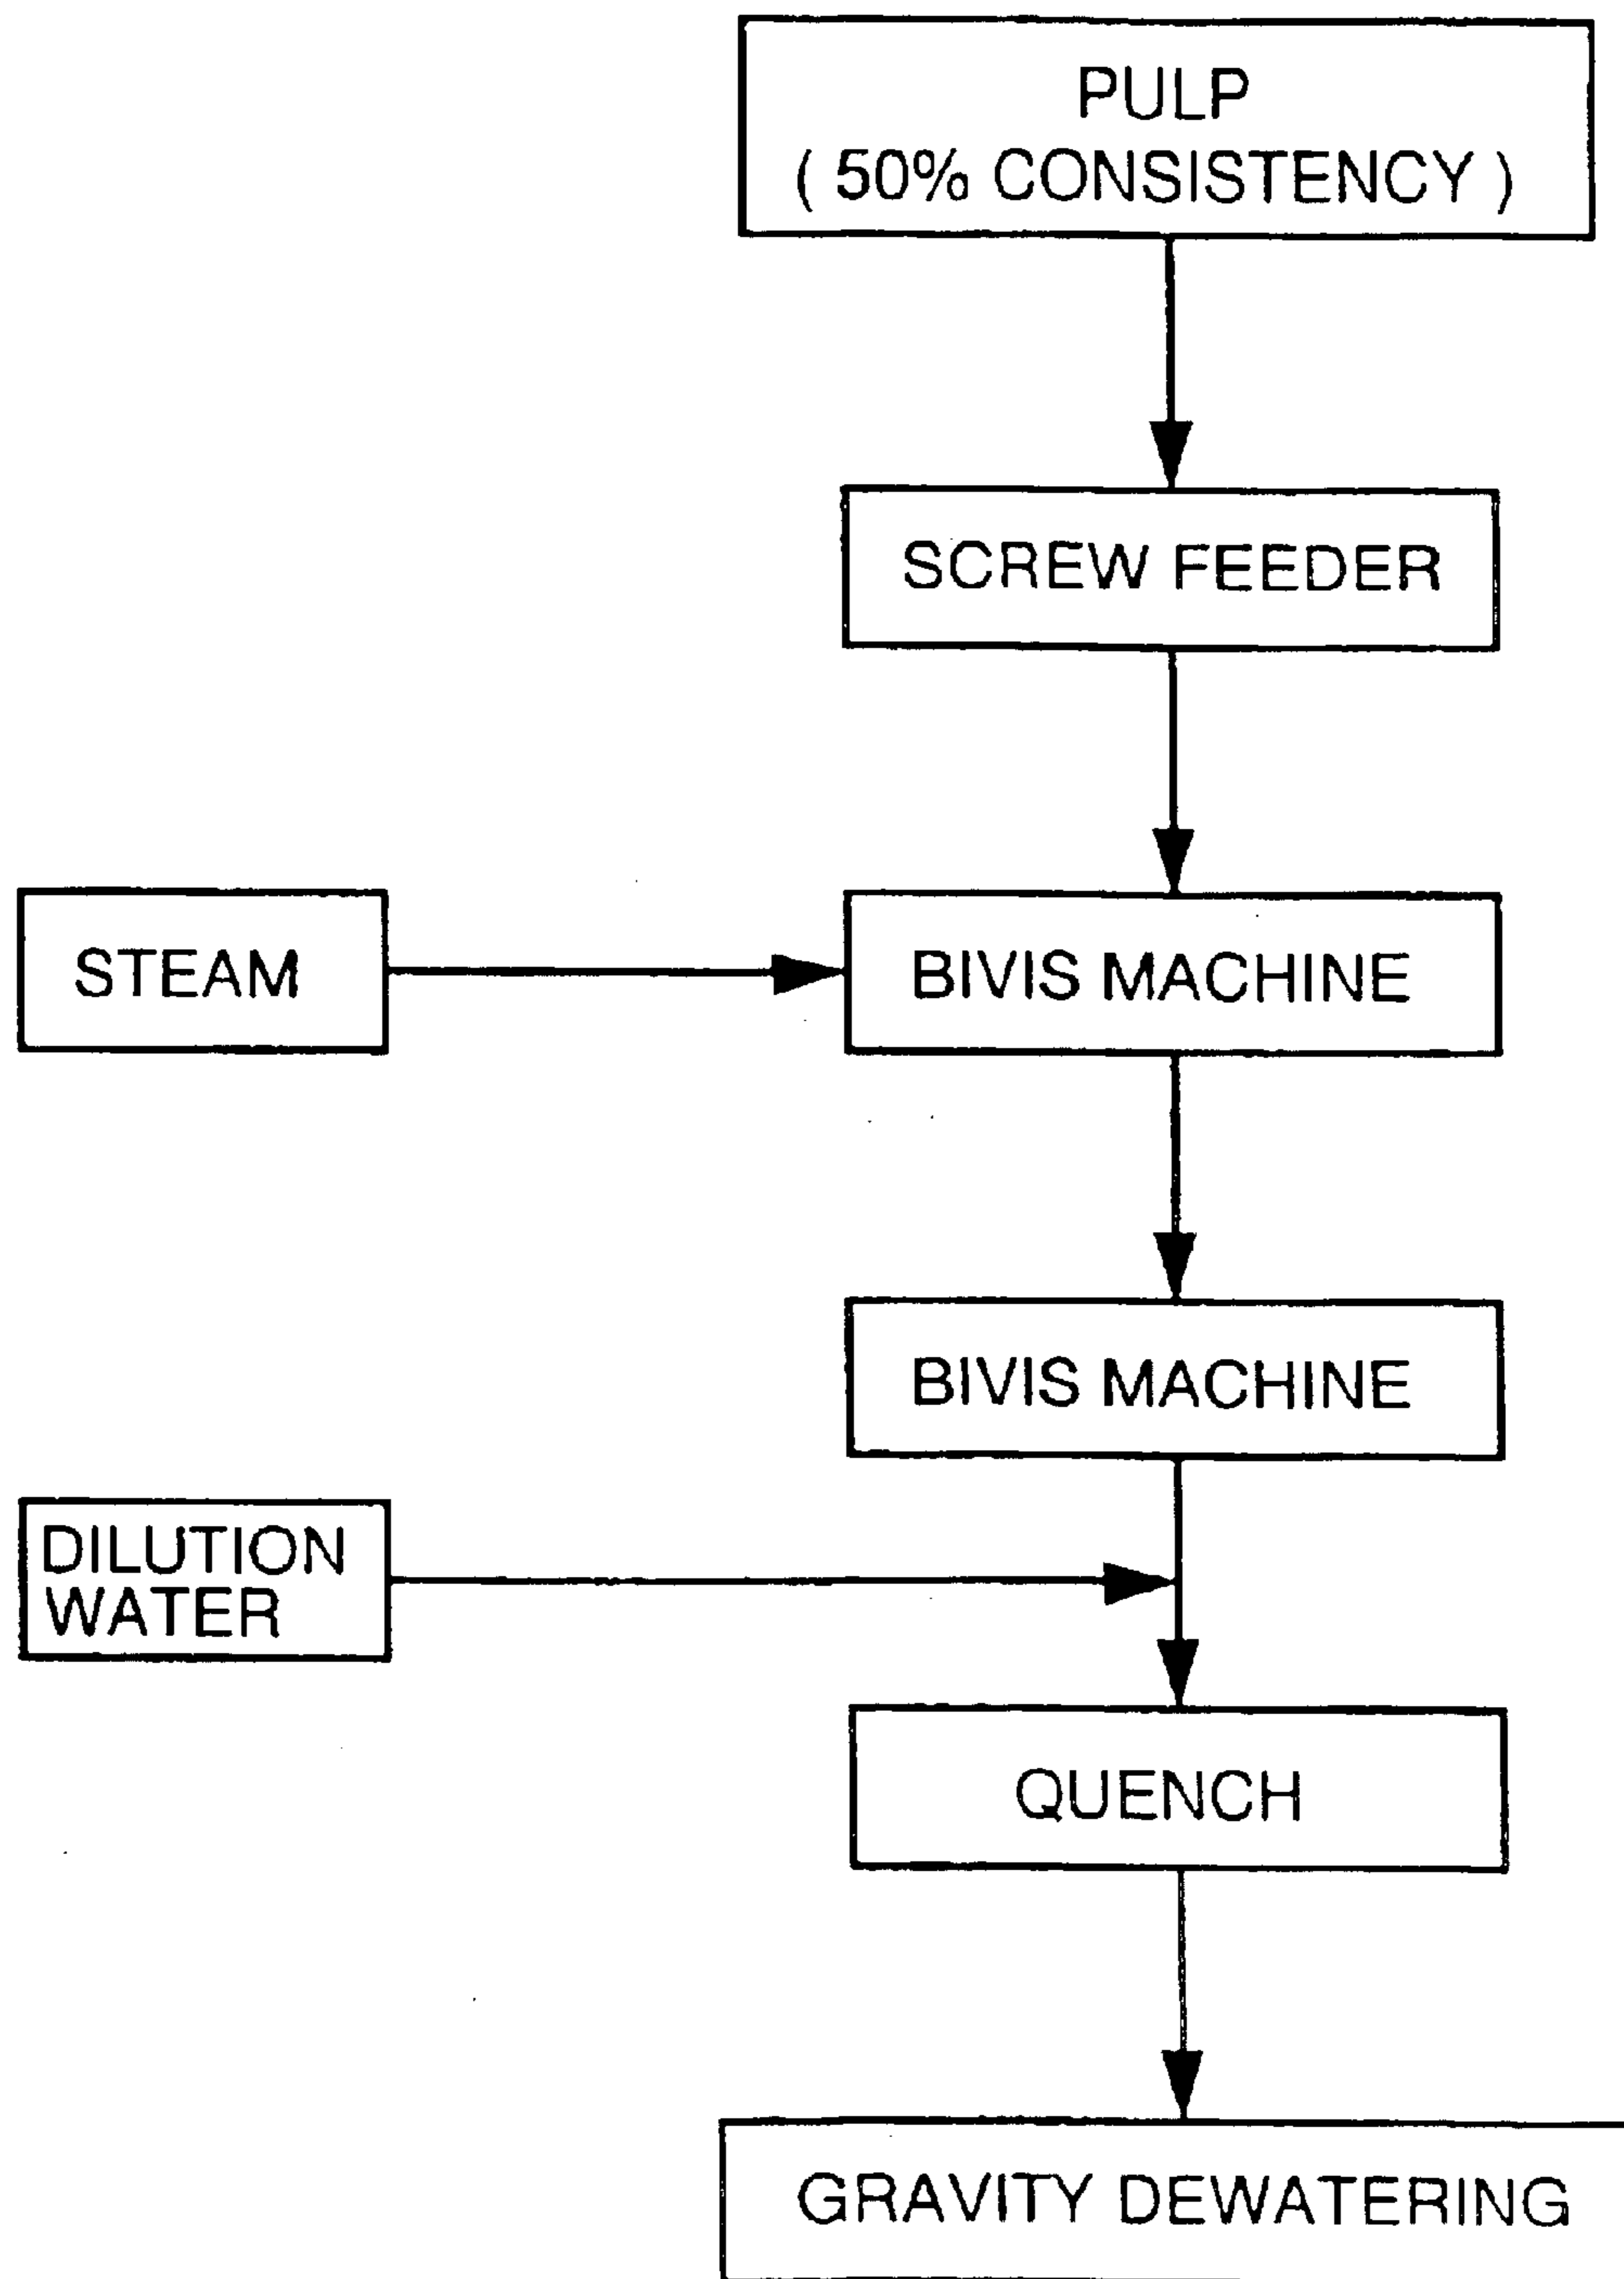 PULP
( 50% CONSISTENCY )
SCREW FEEDER
STEAM
BIVIS MACHINE
BIVIS MACHINE
DILUTION
WATER
QUENCH
GRAVITY DEWATERING